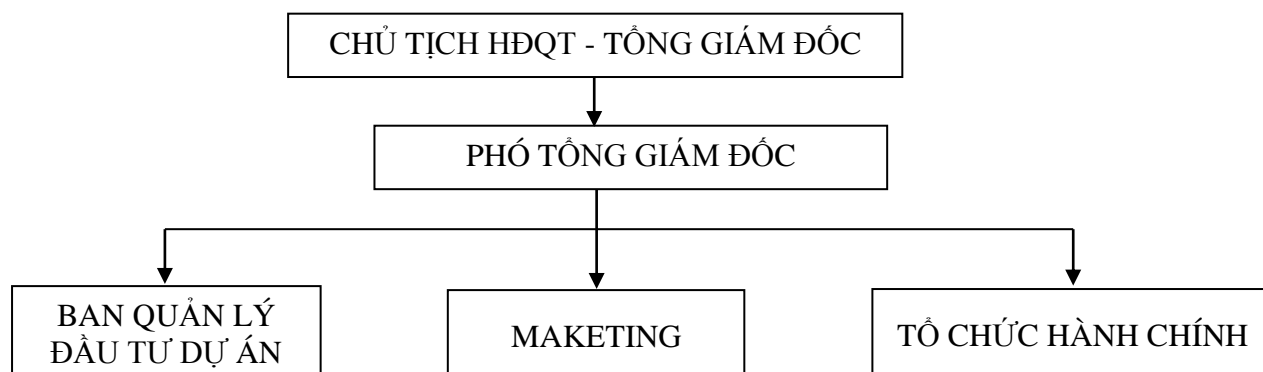 CHỦ TỊCH HĐQT - TỔNG GIÁM ĐỐC
PHÓ TỔNG GIÁM ĐỐC
BAN QUẢN LÝ
ĐẦU TƯ DỰ ÁN
MAKETING
TỔ CHỨC HÀNH CHÍNH